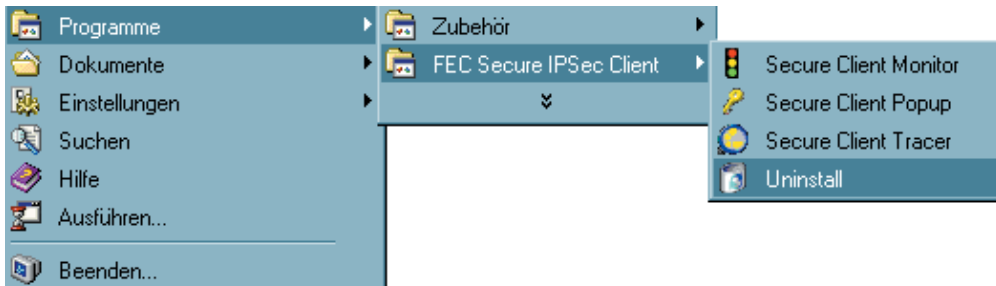 Programme
Dokumente
Einstellungen
Suchen
Hilfe
Ausführen...
Beenden...
Zubehör
FEC Secure IPSec Client
Secure Client Monitor
Secure Client Popup
Secure Client Tracer
Uninstall